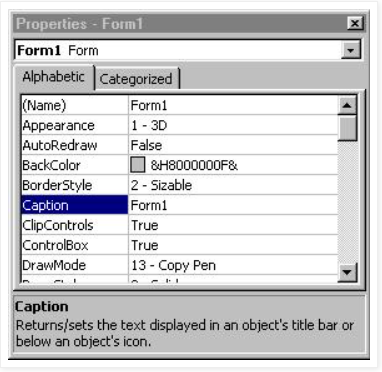 Properties - Form1
Form1 Form
Alphabetic Categorized
(Name) Form1
Appearance 1 - 3D
AutoRedraw False
BackColor &H8000000F&
BorderStyle 2 - Sizable
Caption Form1
ClipControls True
ControlBox True
DrawMode 13 - Copy Pen
Caption
Returns/sets the text displayed in an object's title bar or
below an object's icon.